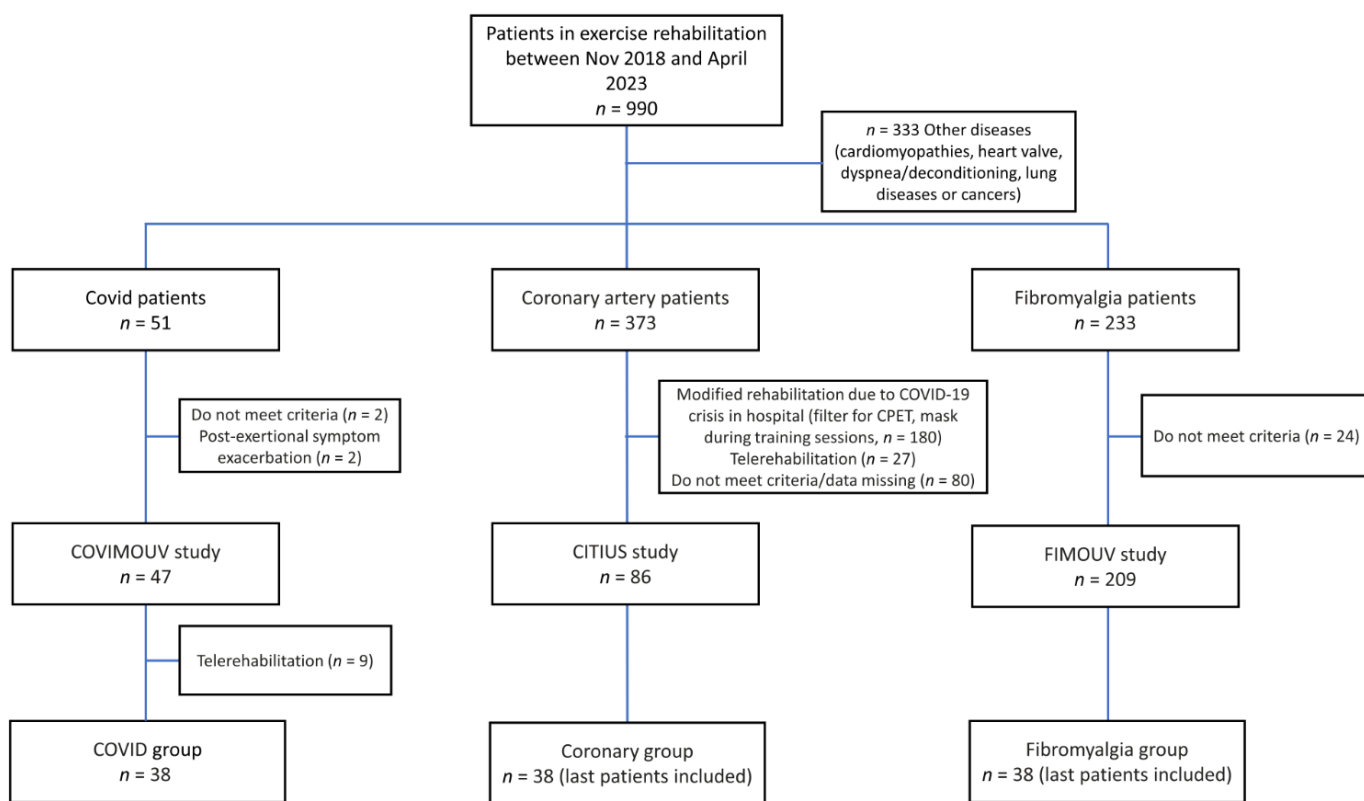 Patients in exercise rehabilitation
between Nov 2018 and April
2023
n = 990
n = 333 Other diseases
(cardiomyopathies, heart valve,
dyspnea/deconditioning, lung
diseases or cancers)
Covid patients
n = 51
Coronary artery patients
n = 373
Fibromyalgia patients
n = 233
Do not meet criteria (n = 2)
Post-exertional symptom
exacerbation (n = 2)
Modified rehabilitation due to COVID-19
crisis in hospital (filter for CPET, mask
during training sessions, n = 180)
Telerehabilitation (n = 27)
Do not meet criteria/data missing (n = 80)
Do not meet criteria (n = 24)
COVIMOUV study
n = 47
CITIUS study
n = 86
FIMOUV study
n = 209
Telerehabilitation (n = 9)
COVID group
n = 38
Coronary group
n = 38 (last patients included)
Fibromyalgia group
n = 38 (last patients included)